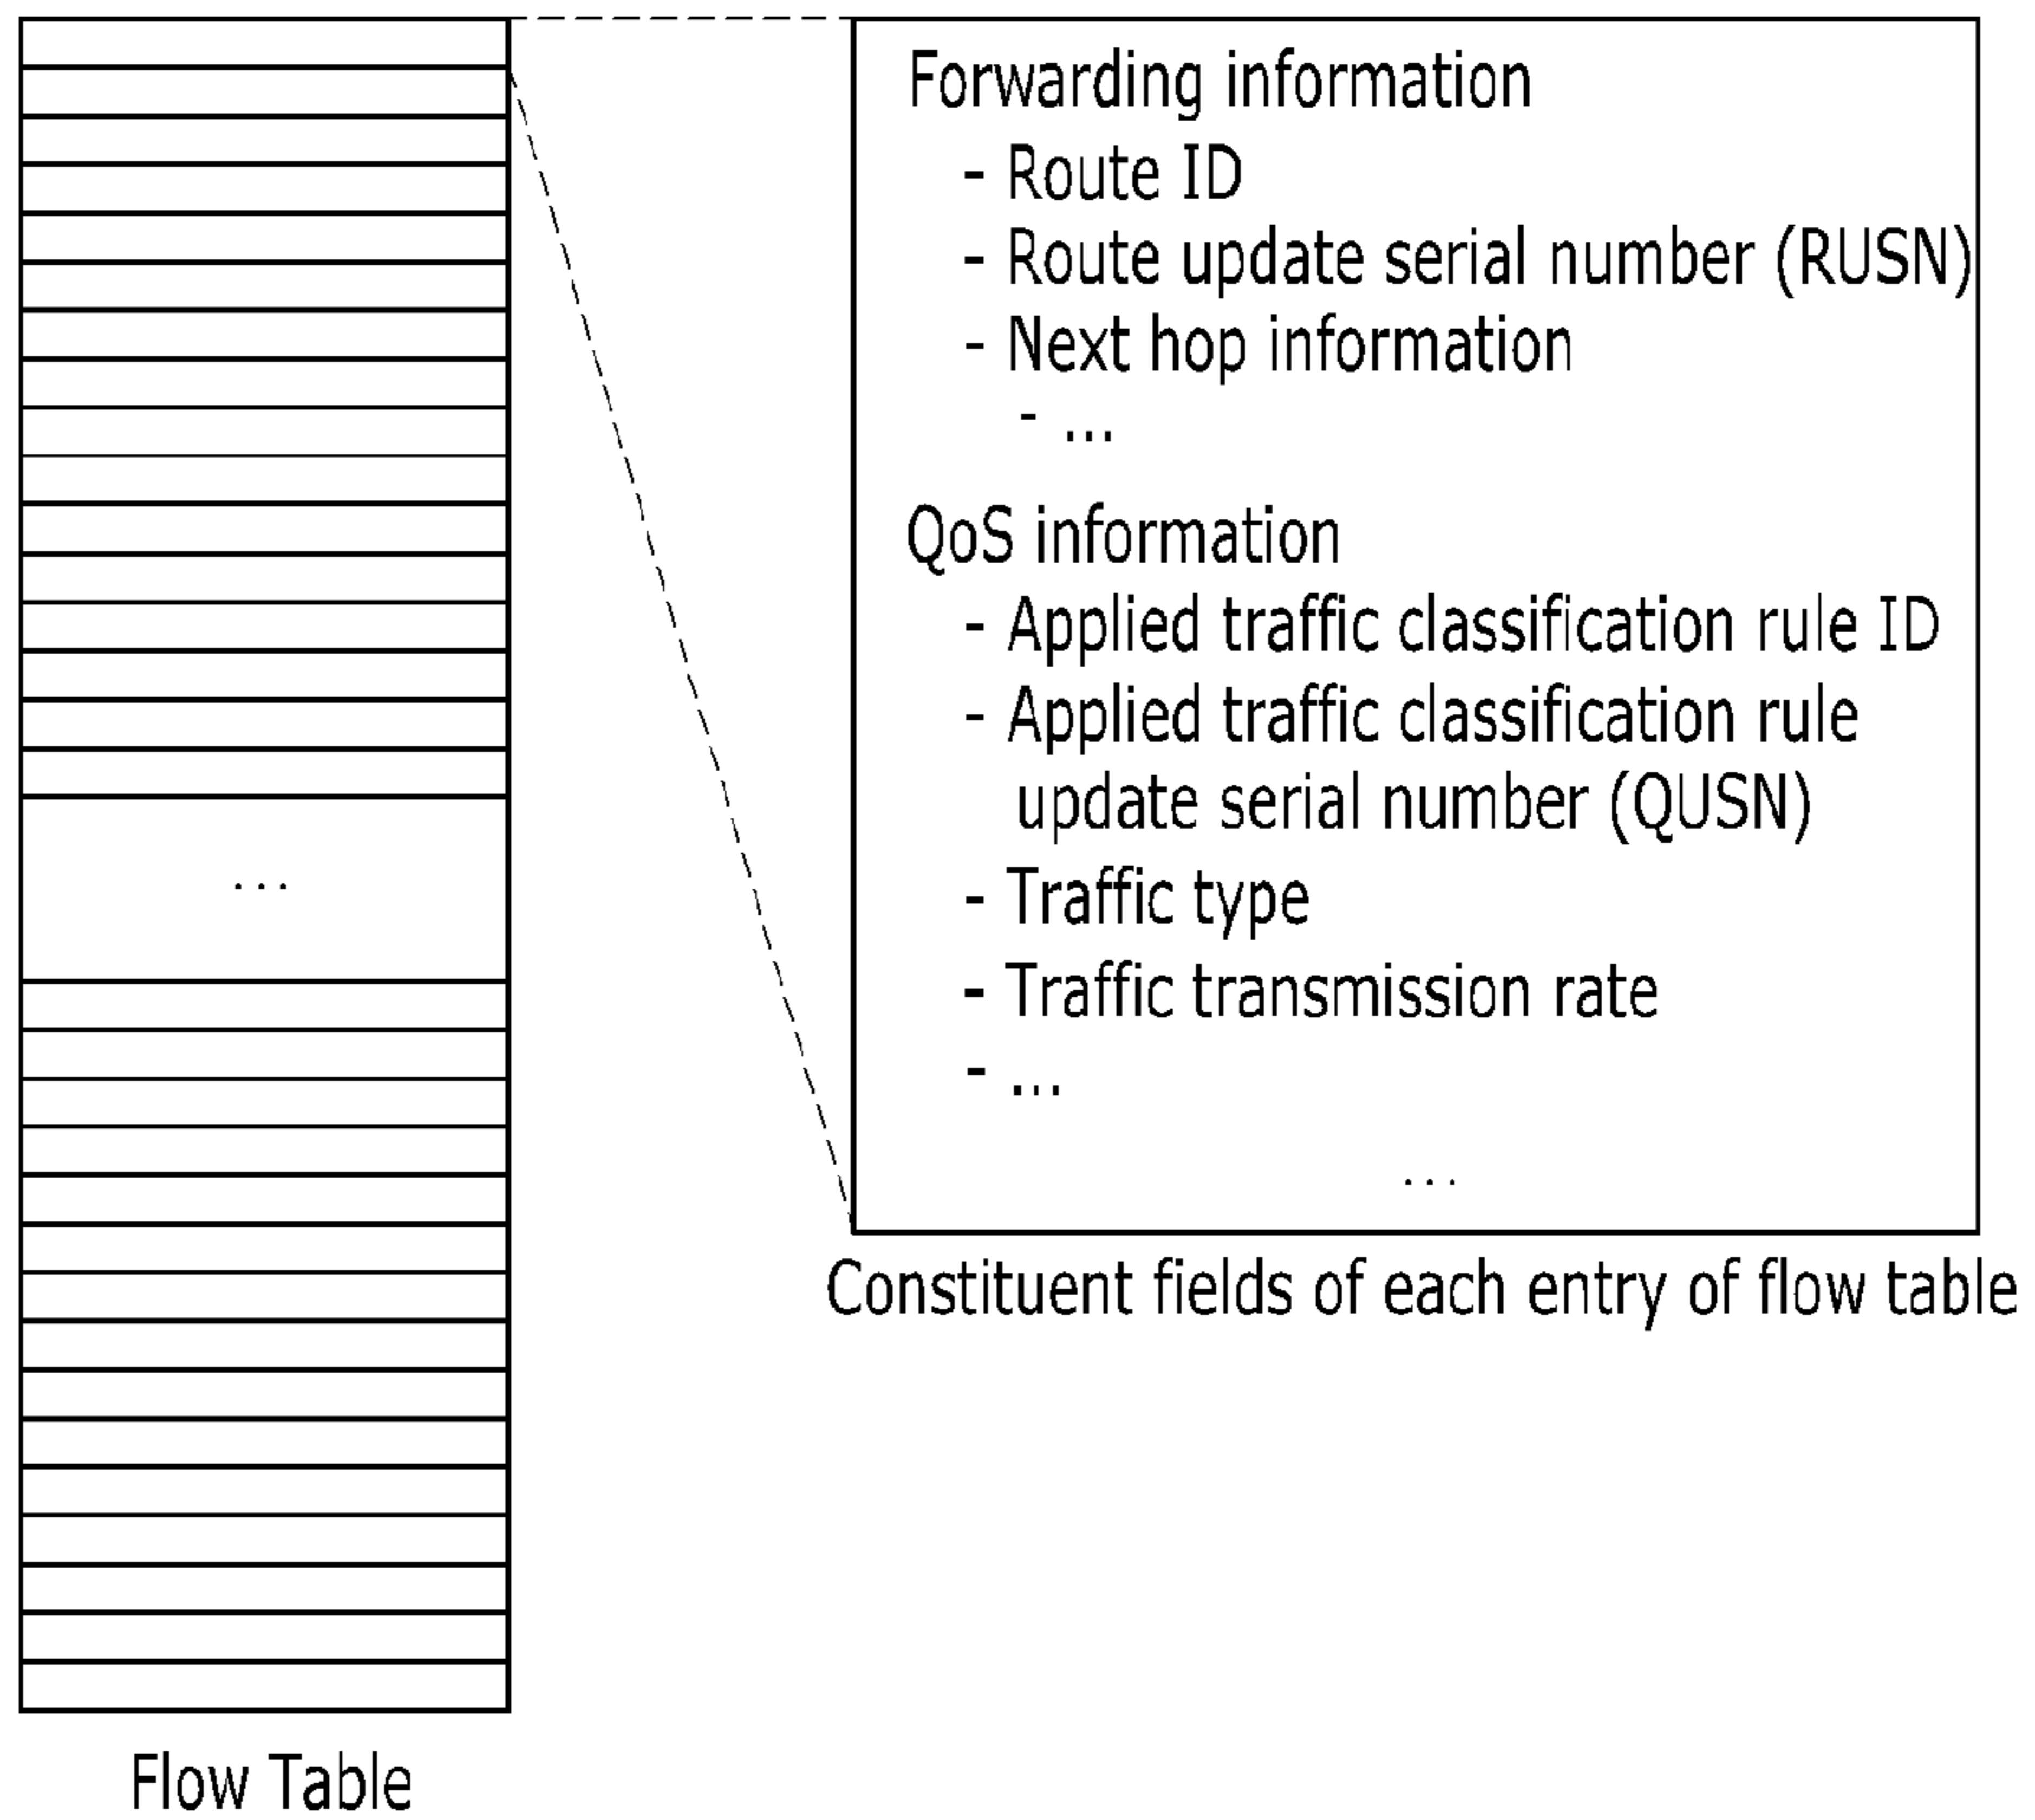 Forwarding information
- Route ID
- Route update serial number (RUSN)
- Next hop information
- ...
QoS information
- Applied traffic classification rule ID
- Applied traffic classification rule
update serial number (QUSN)
- Traffic type
- Traffic transmission rate
- ...
...
Constituent fields of each entry of flow table
...
Flow Table